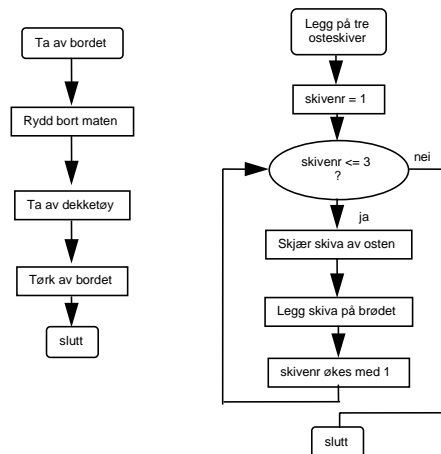 Ta av bordet
Rydd bort maten
Ta av dekketøy
Tørk av bordet
slutt
Legg på tre
osteskiver
skivenr = 1
skivenr <= 3
?
nei
ja
Skjær skiva av osten
Legg skiva på brødet
skivenr økes med 1
slutt